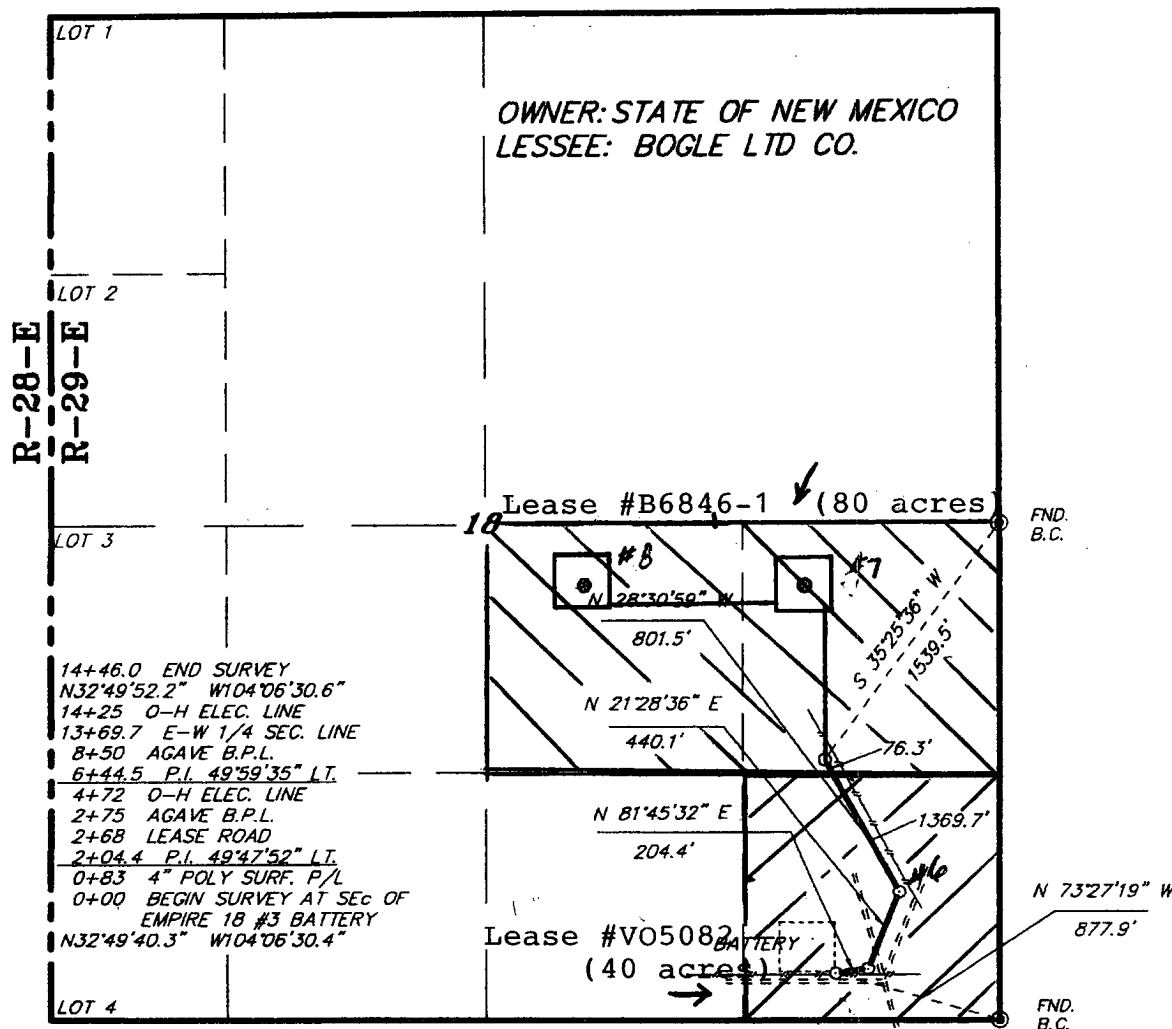 LOT 1
OWNER: STATE OF NEW MEXICO
LESSEE: BOGLE LTD CO.
LOT 2
R-28-E
R-29-E
Lease #B6846-1 (80 acres)
18
FND.
B.C.
LOT 3
#8
#7
N 28°30'59" W
801.5'
S 35°25'36" W
1539.5'
14+46.0 END SURVEY
N32°49'52.2" W104°06'30.6"
14+25 O-H ELEC. LINE
13+69.7 E-W 1/4 SEC. LINE
8+50 AGAVE B.P.L.
6+44.5 P.I. 49°59'35" LT.
4+72 O-H ELEC. LINE
2+75 AGAVE B.P.L.
2+68 LEASE ROAD
2+04.4 P.I. 49°47'52" LT.
0+83 4" POLY SURF. P/L
0+00 BEGIN SURVEY AT SEc OF
EMPIRE 18 #3 BATTERY
N32°49'40.3" W104°06'30.4"
N 21°28'36" E
440.1'
76.3'
N 81°45'32" E
204.4'
1369.7'
#6
N 73°27'19" W
877.9'
Lease #VO5082
(40 acres)
BATTERY
LOT 4
FND.
B.C.